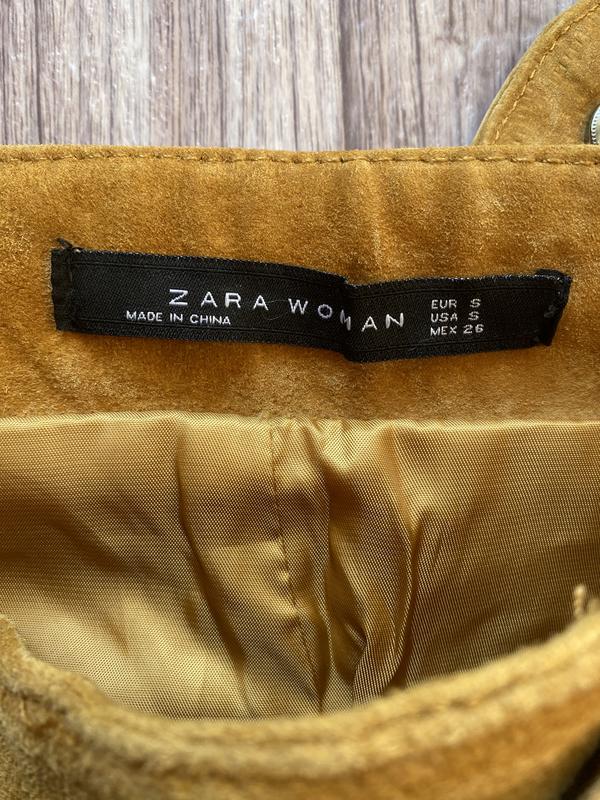 ZARA WOMAN
MADE IN CHINA
EUR S
USA S
MEX 26